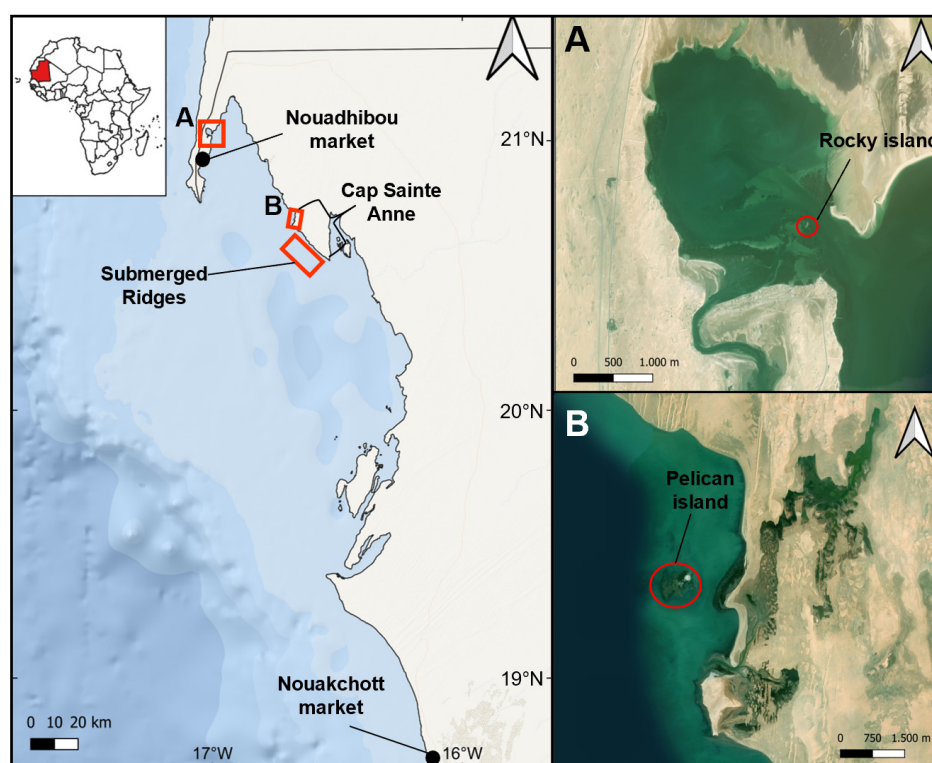 A
Nouadhibou
market
Cap Sainte
Anne
B
Submerged
Ridges
Nouakchott
market
0 10 20 km
17°W
16°W
21°N
20°N
19°N
A
Rocky island
0 500 1.000 m
B
Pelican
island
0 750 1.500 m